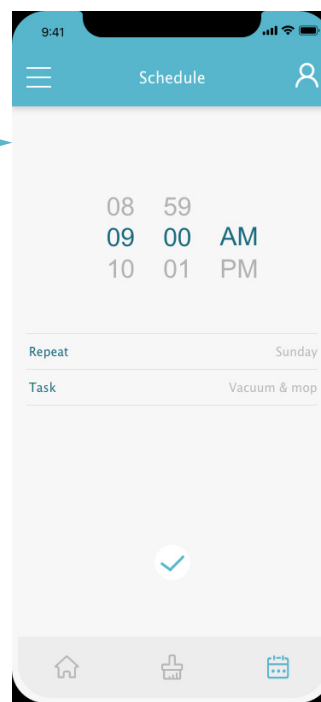 9:41
Schedule
08 59
09 00 AM
10 01 PM
Repeat Sunday
Task Vacuum & mop